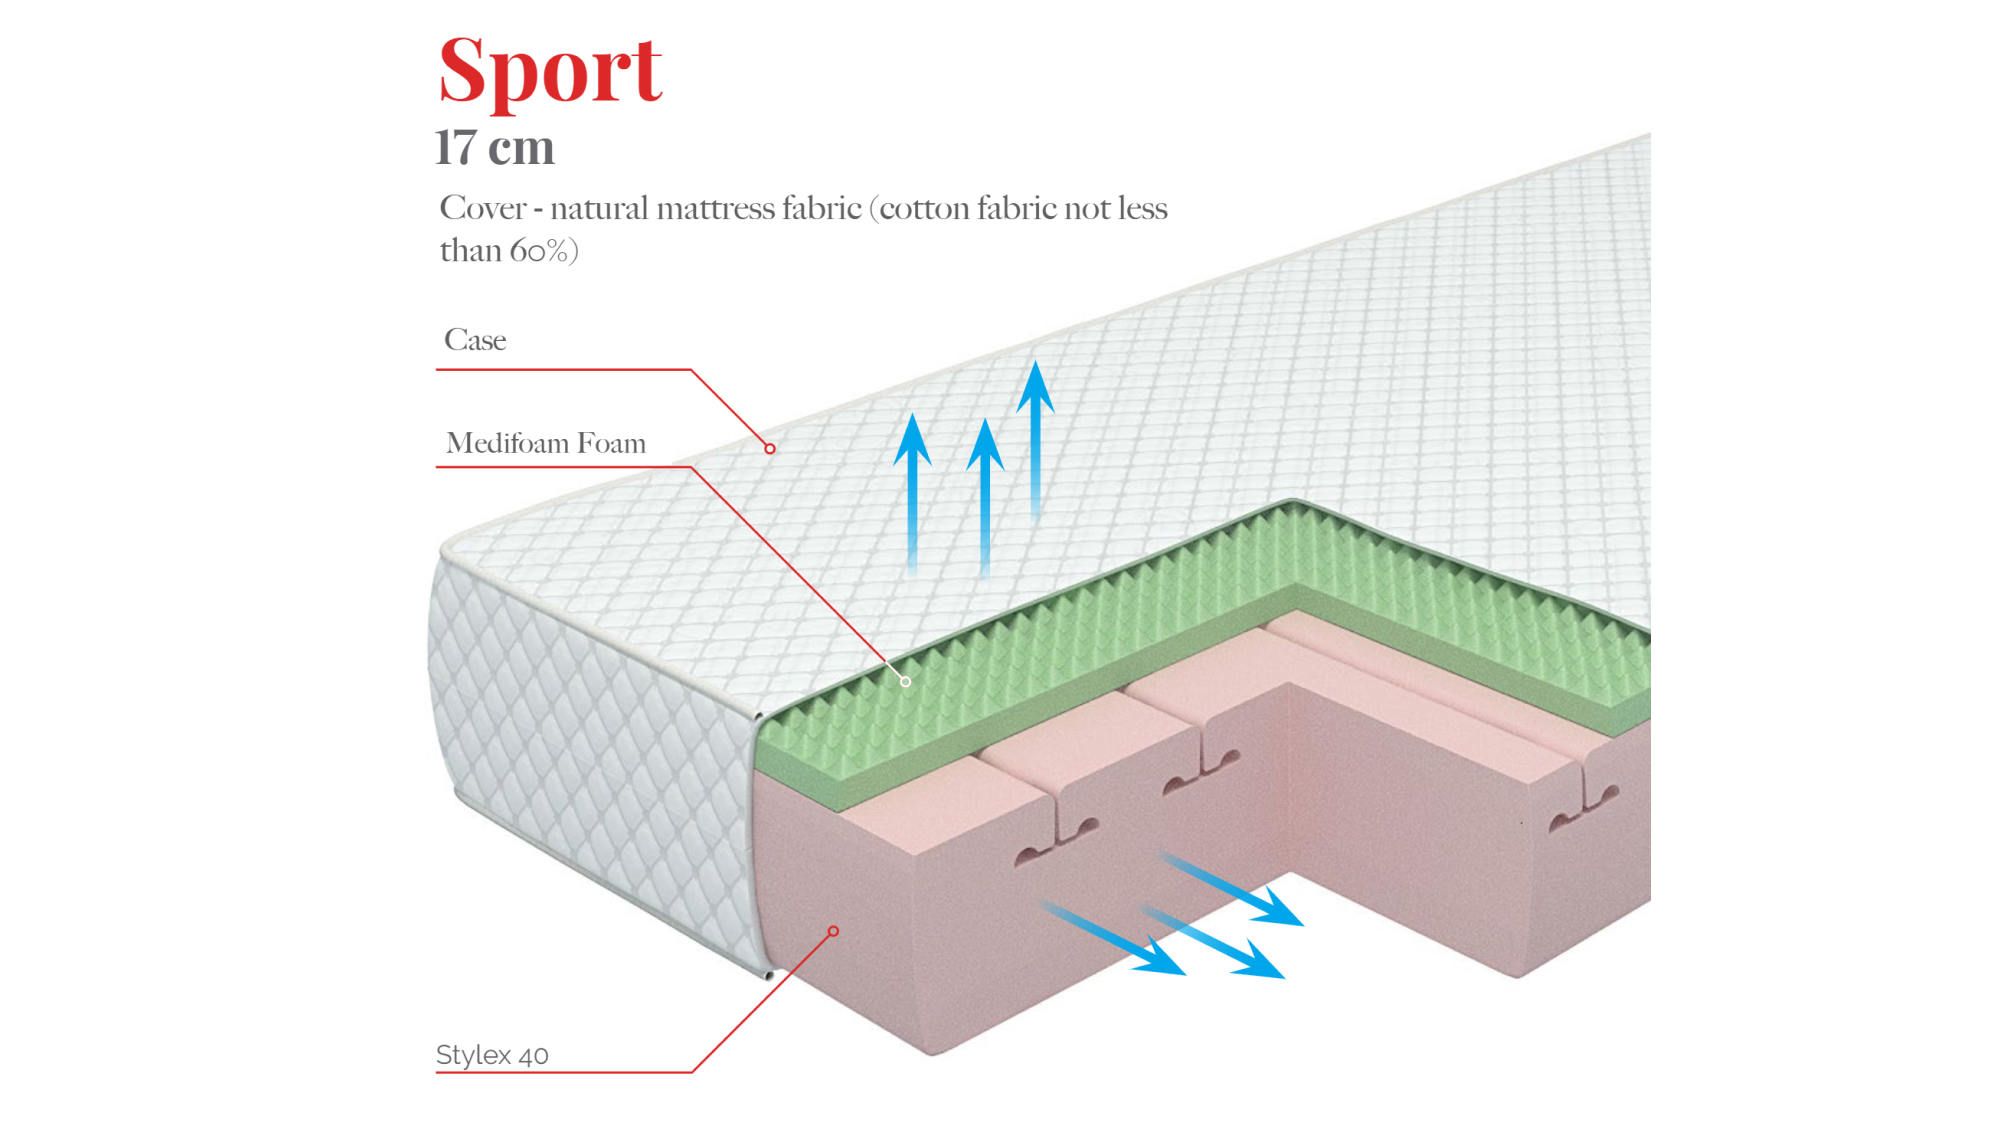 Sport
17 cm
Cover - natural mattress fabric (cotton fabric not less
than 60%)
Case
Medifoam Foam
Stylex 40